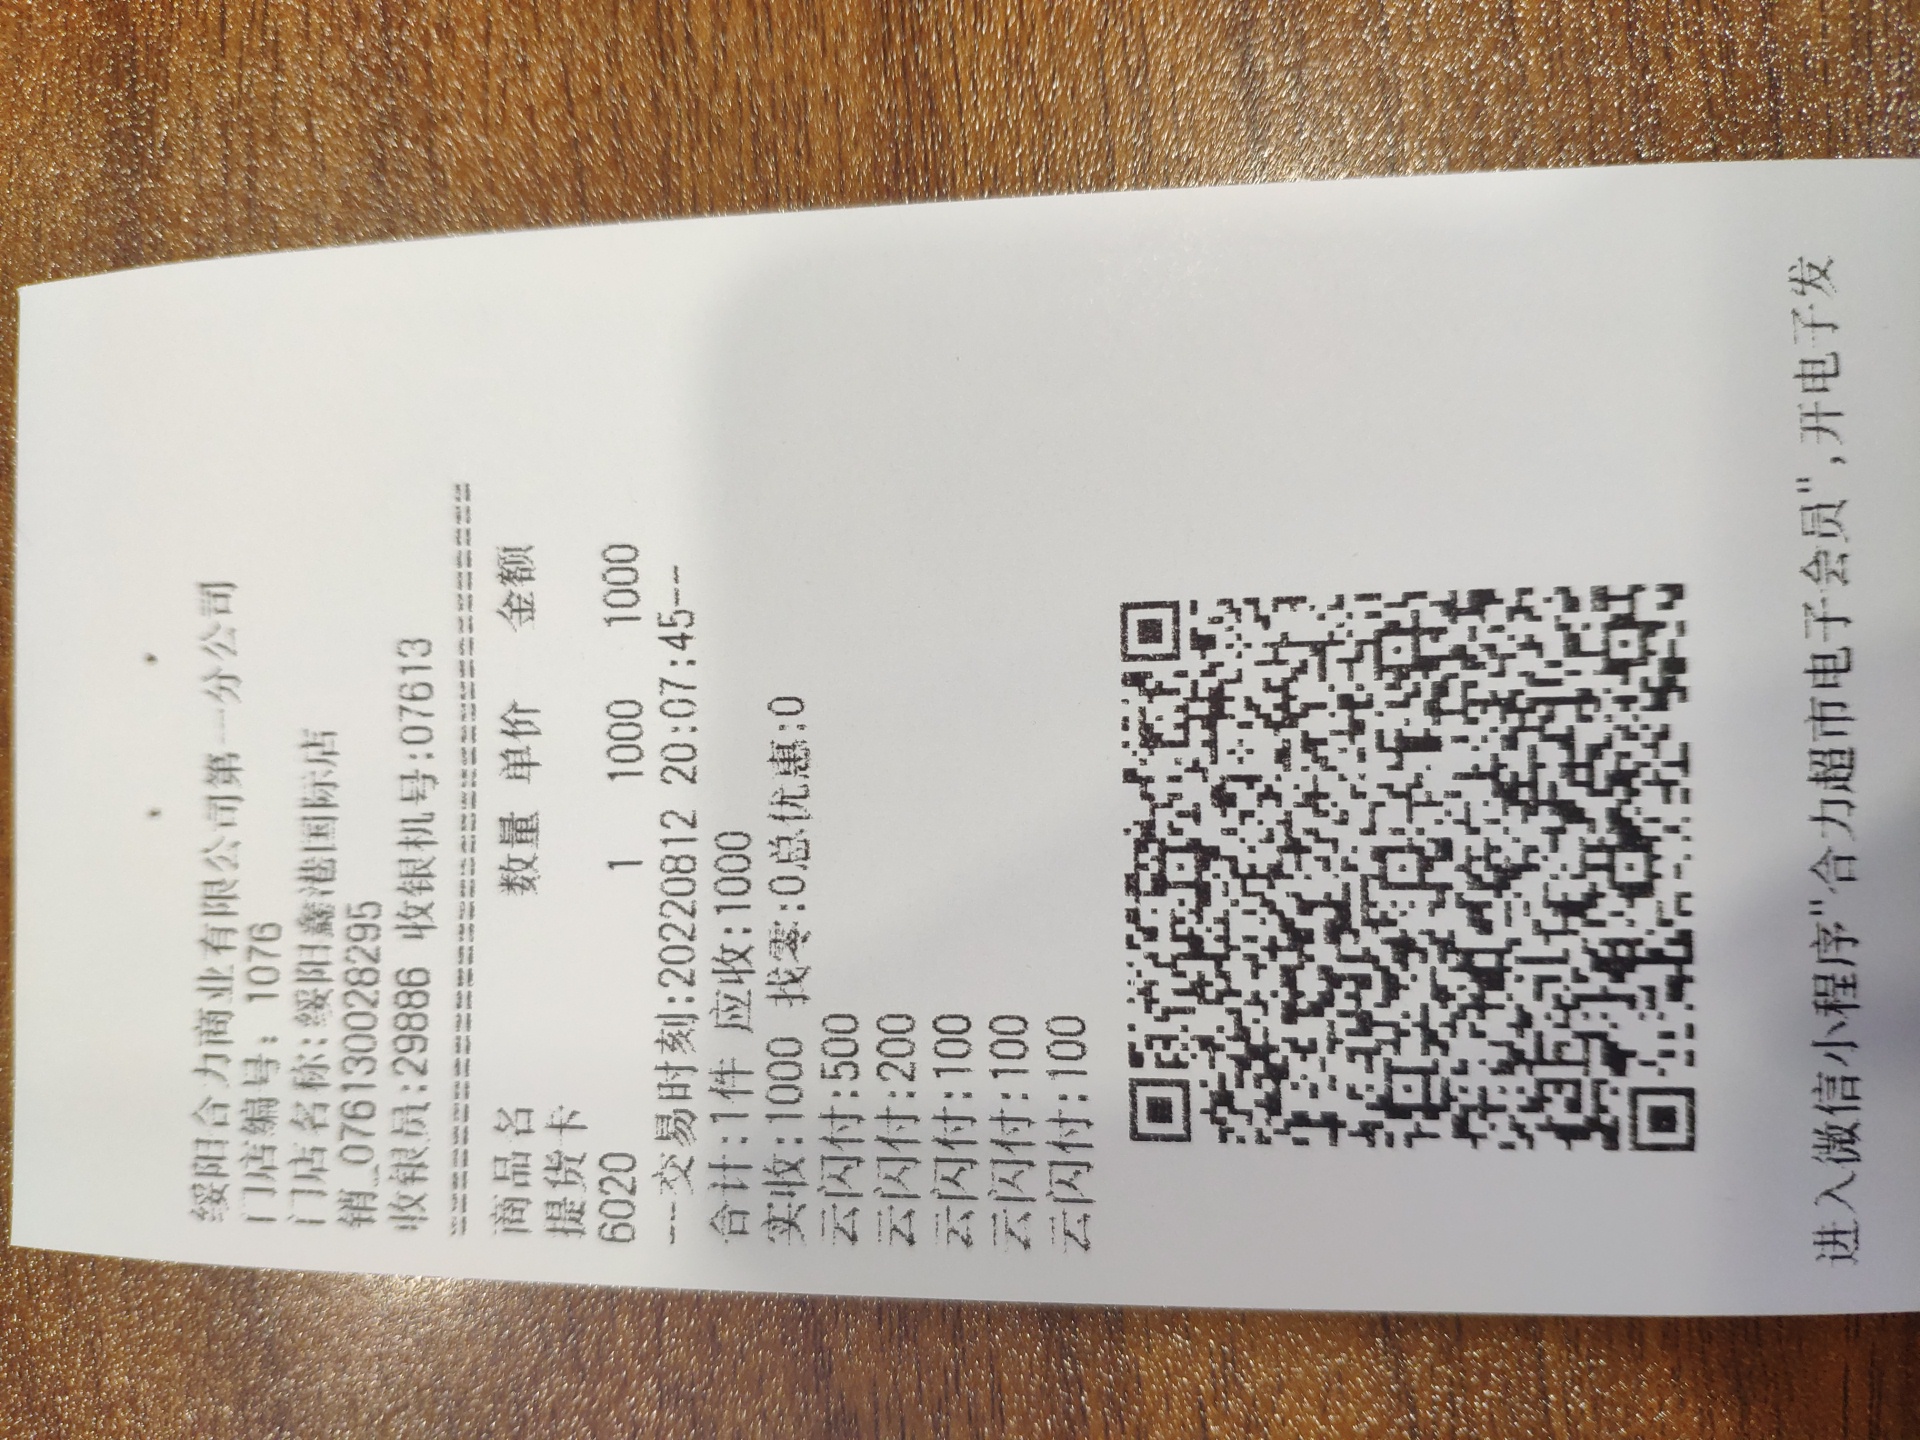 绥阳合力商业有限公司第一分公司
门店编号: 1076
门店名称:绥阳鑫港国际店
销_0761300028295
收银员:29886 收银机号:07613
商品名 数量 单价 金额
提货卡
6020 1 1000 1000
---交易时刻:20220812 20:07:45--
合计:1件 应收:1000
实收:1000 找零:0总优惠:0
云闪付:500
云闪付:200
云闪付:100
云闪付:100
云闪付:100
进入微信小程序"合力超市电子会员",开电子发